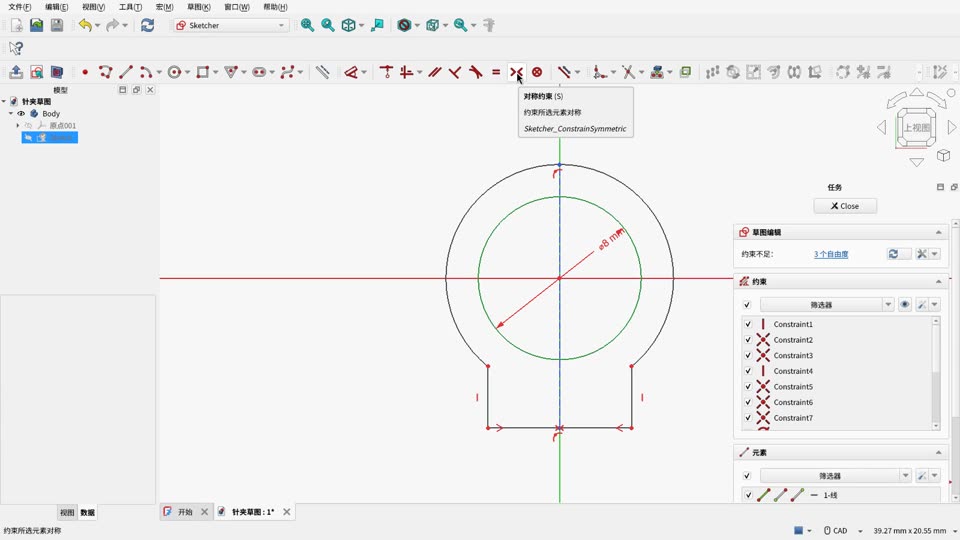 文件(F) 编辑(E) 视图(V) 工具(T) 宏(M) 草图(K) 窗口(W) 帮助(H)
Sketcher
模型
针夹草图
Body
原点001
对称约束 (S)
约束所选元素对称
Sketcher_ConstrainSymmetric
⌀8 mm
上视图
任务
Close
草图编辑
约束不足:
3 个自由度
约束
筛选器
Constraint1
Constraint2
Constraint3
Constraint4
Constraint5
Constraint6
Constraint7
元素
筛选器
1-线
视图 数据
开始
针夹草图 : 1*
约束所选元素对称
CAD
39.27 mm x 20.55 mm